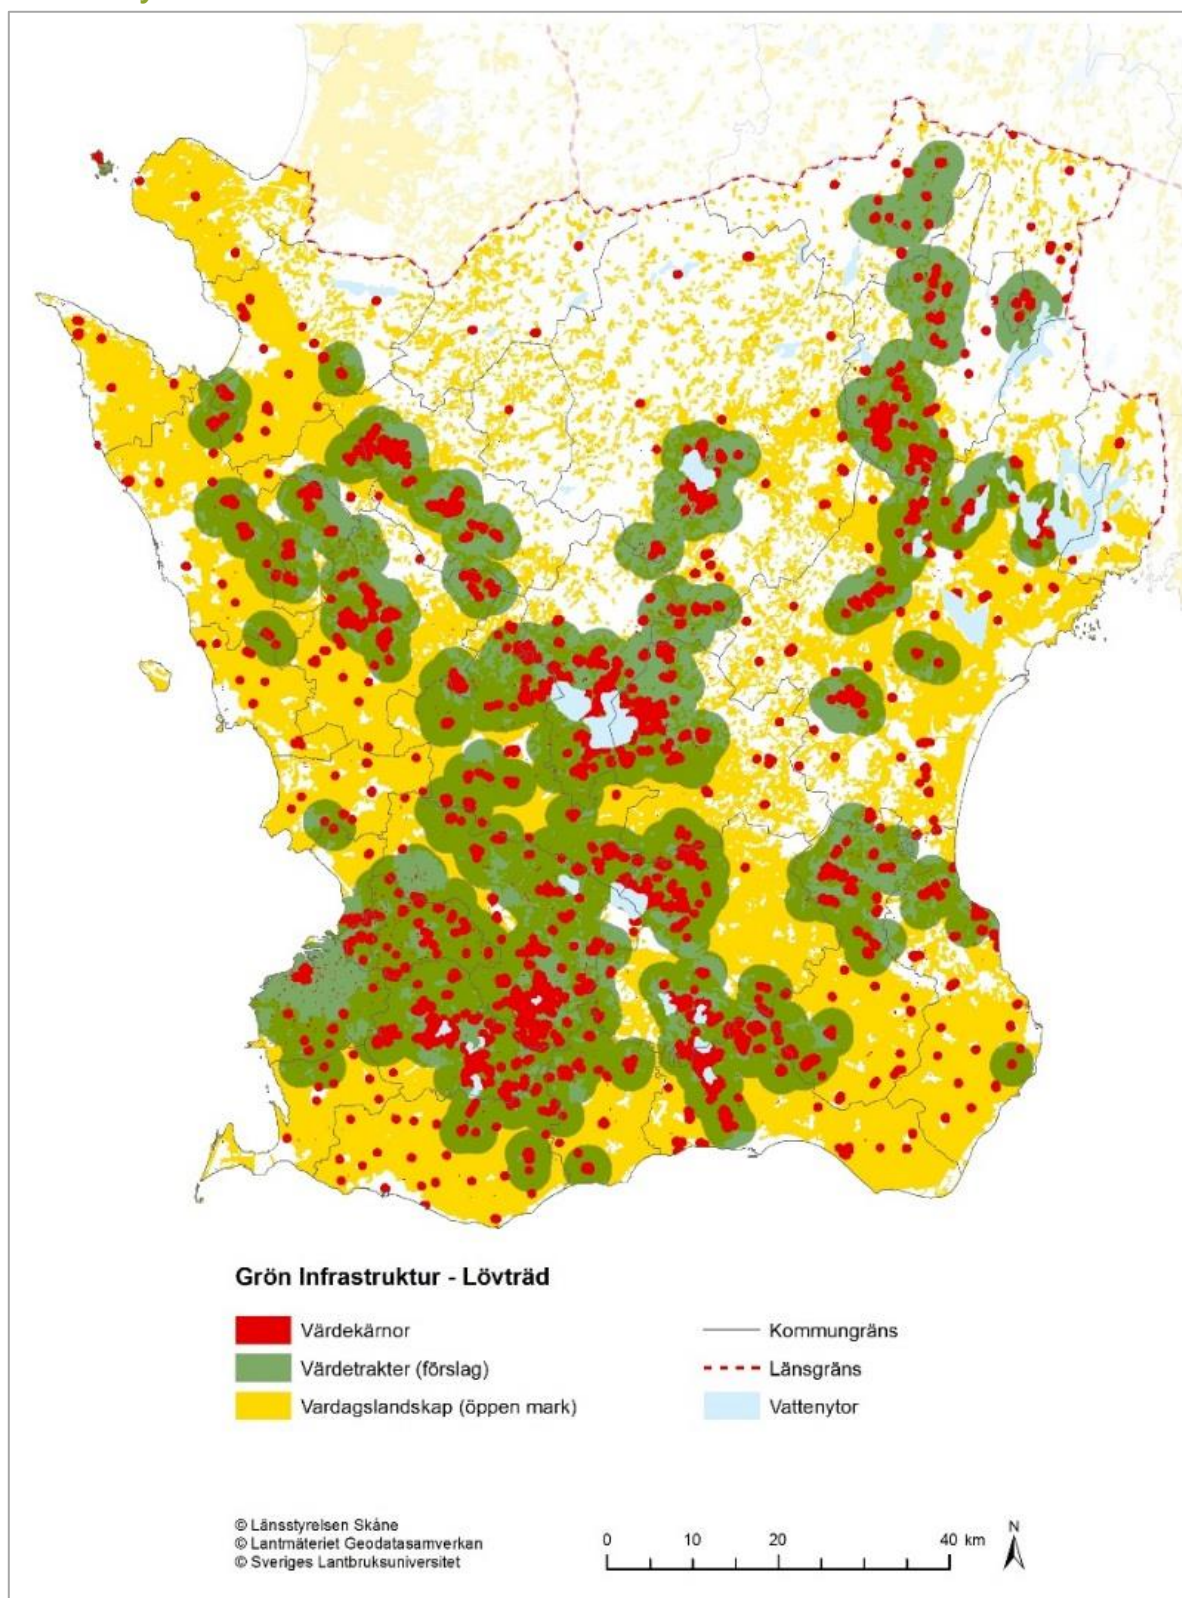 Grön Infrastruktur - Lövträd
Värdekärnor
Värdetrakter (förslag)
Vardagslandskap (öppen mark)
Kommungräns
Länsgräns
Vattenytor
© Länsstyrelsen Skåne
© Lantmäteriet Geodatasamverkan
© Sveriges Lantbruksuniversitet
0 10 20 40 km
N